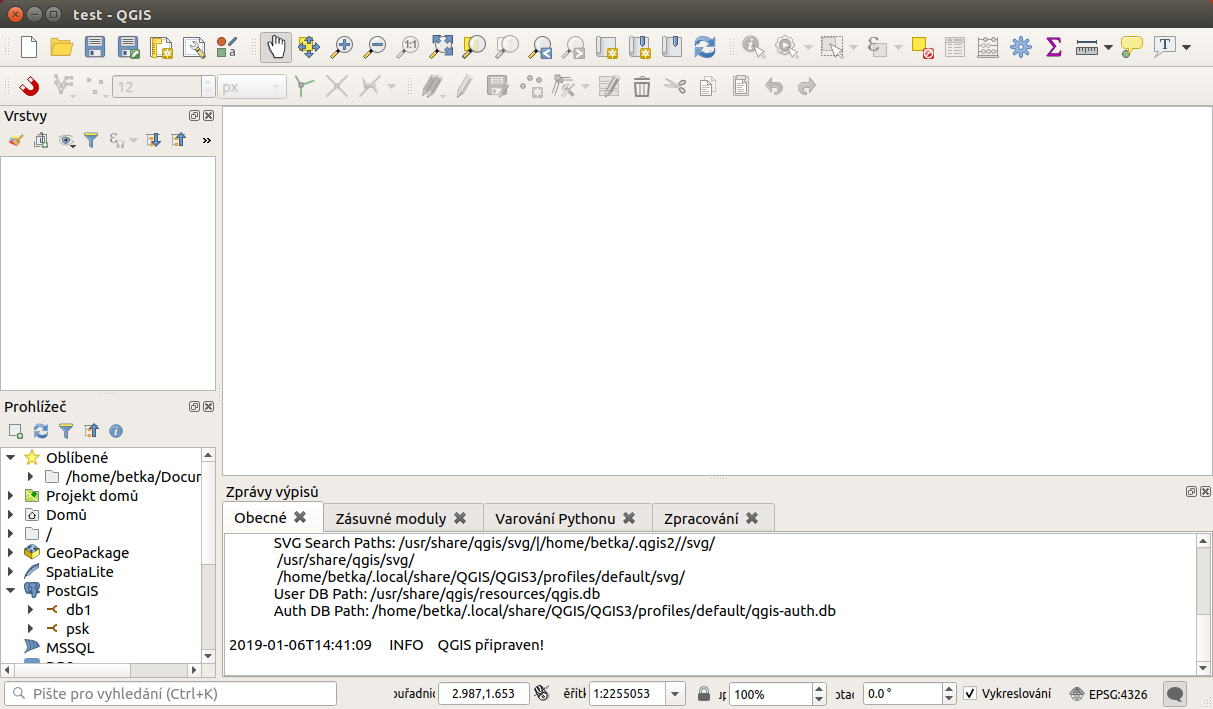 test - QGIS
1:1
a
T
12
px
Vrstvy
»
Prohlížeč
Oblíbené
/home/betka/Docur
Projekt domů
Domů
/
GeoPackage
SpatiaLite
PostGIS
db1
psk
MSSQL
Zprávy výpisů
Obecné
Zásuvné moduly
Varování Pythonu
Zpracování
SVG Search Paths: /usr/share/qgis/svg/|/home/betka/.qgis2//svg/
/usr/share/qgis/svg/
/home/betka/.local/share/QGIS/QGIS3/profiles/default/svg/
User DB Path: /usr/share/qgis/resources/qgis.db
Auth DB Path: /home/betka/.local/share/QGIS/QGIS3/profiles/default/qgis-auth.db
2019-01-06T14:41:09 INFO QGIS připraven!
Pište pro vyhledání (Ctrl+K)
ouřadnic 2.987,1.653 ěřítk 1:2255053 100% otac 0.0 ° Vykreslování EPSG:4326